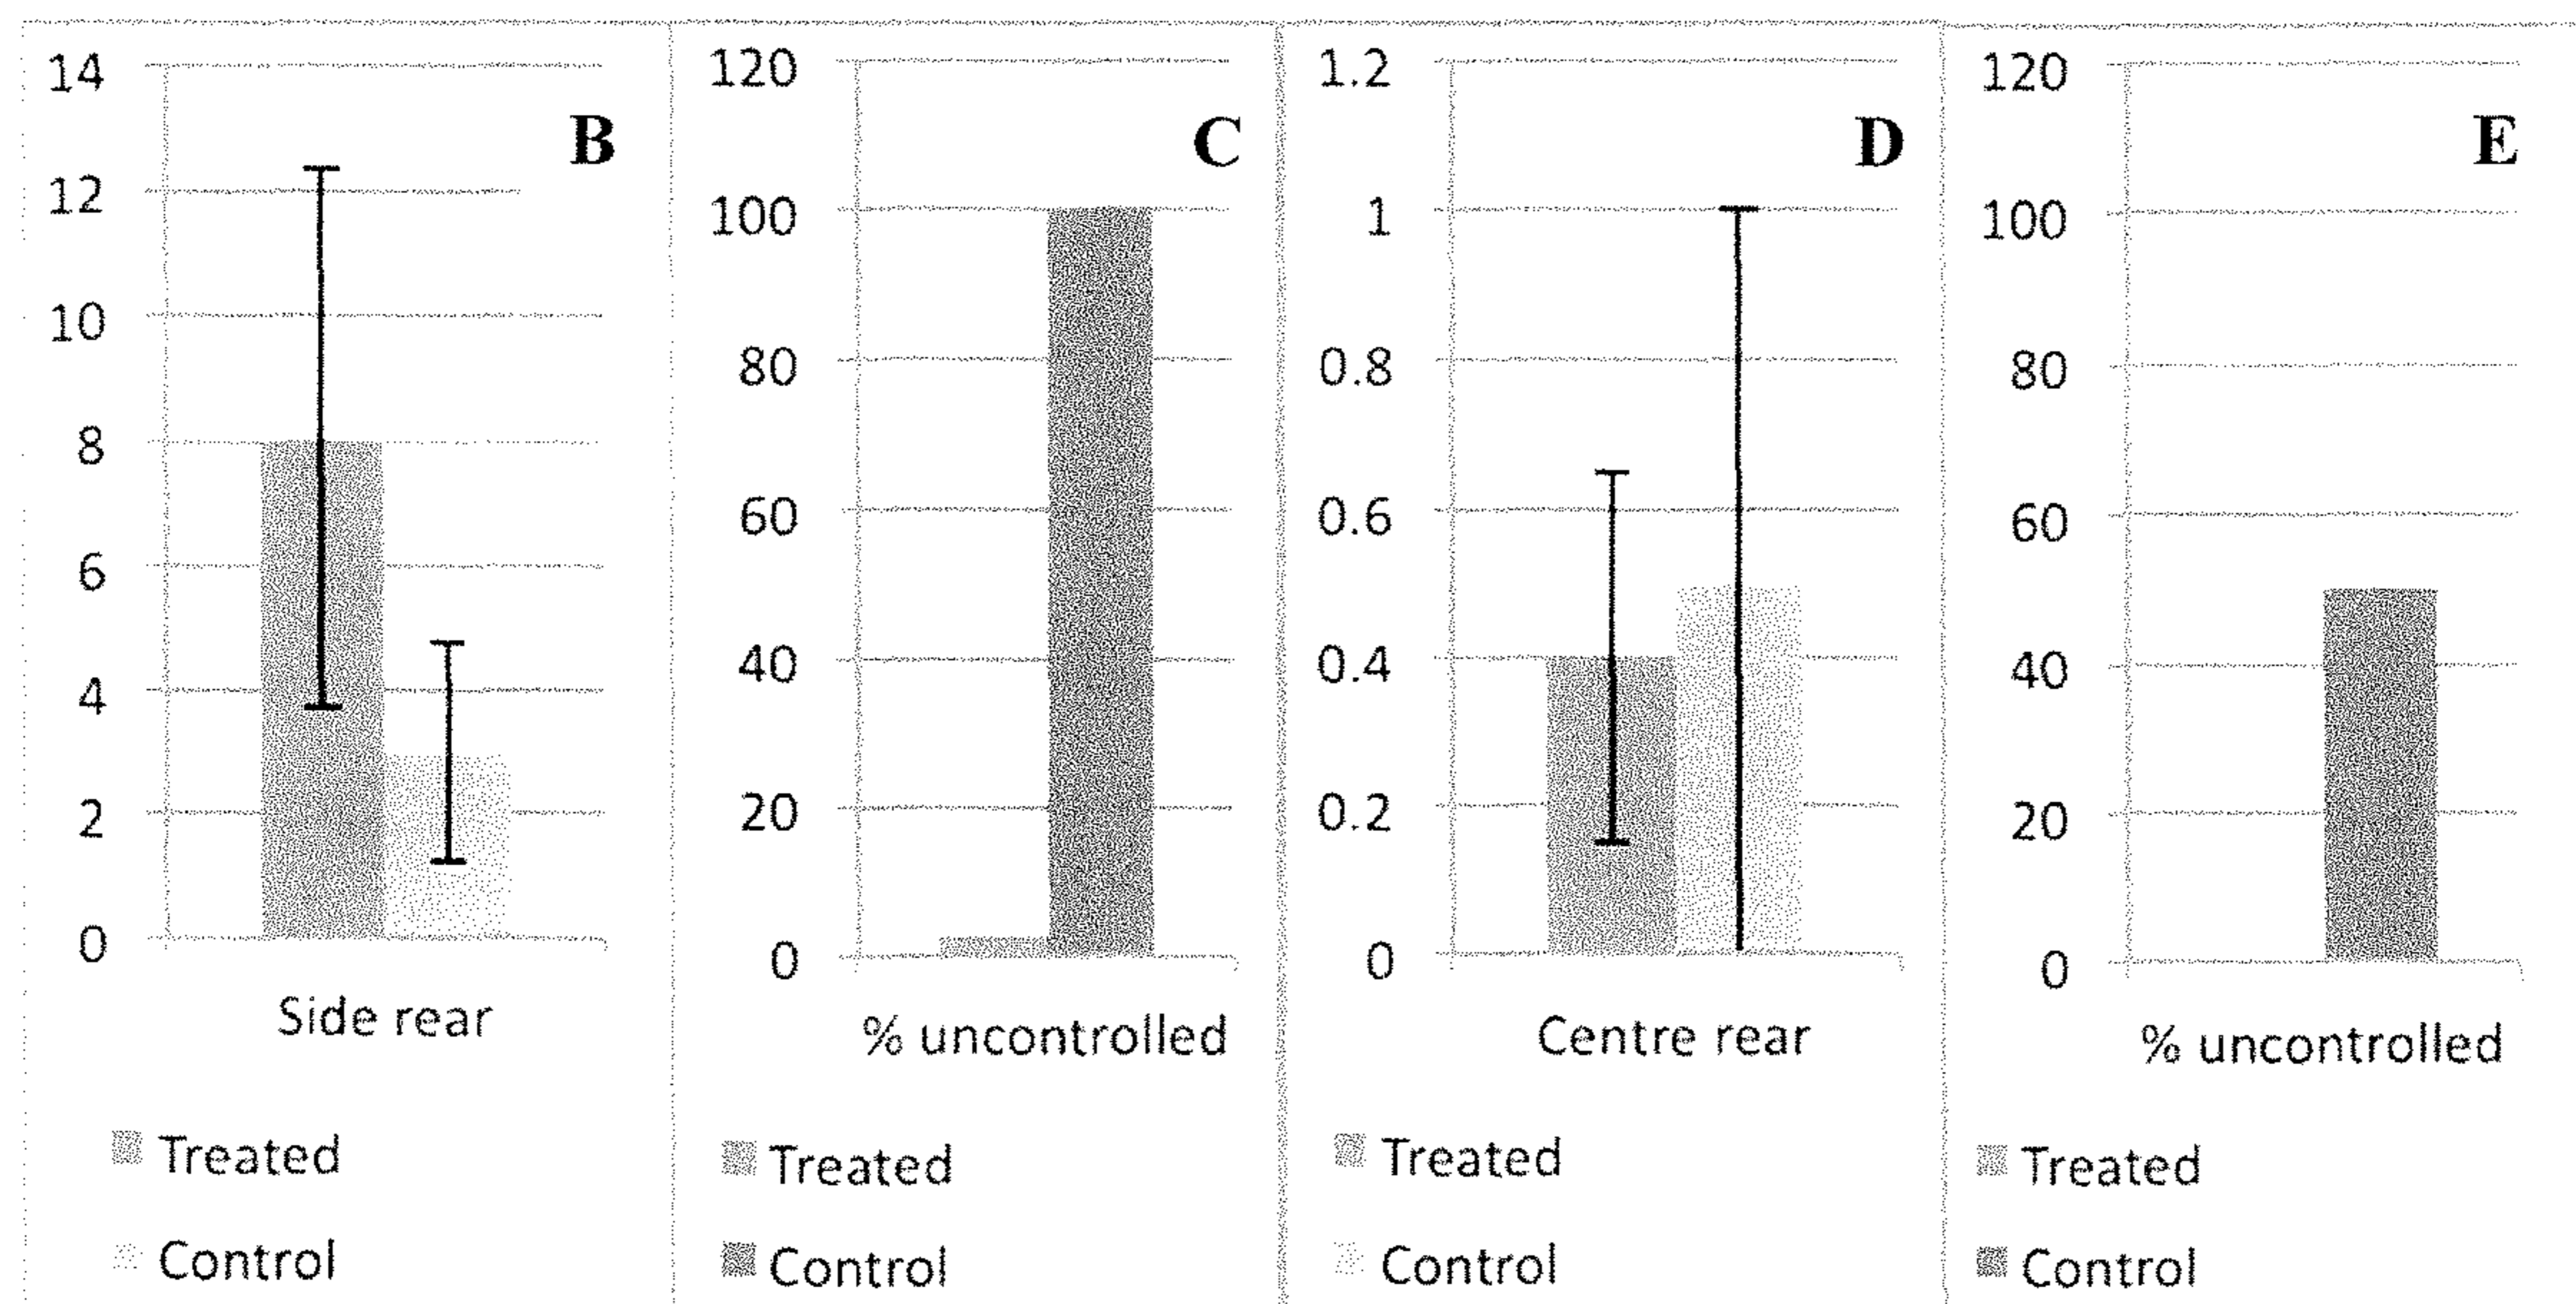 B
14
12
10
8
6
4
2
0
Side rear
Treated
Control
C
120
100
80
60
40
20
0
% uncontrolled
Treated
Control
D
1.2
1
0.8
0.6
0.4
0.2
0
Centre rear
Treated
Control
E
120
100
80
60
40
20
0
% uncontrolled
Treated
Control